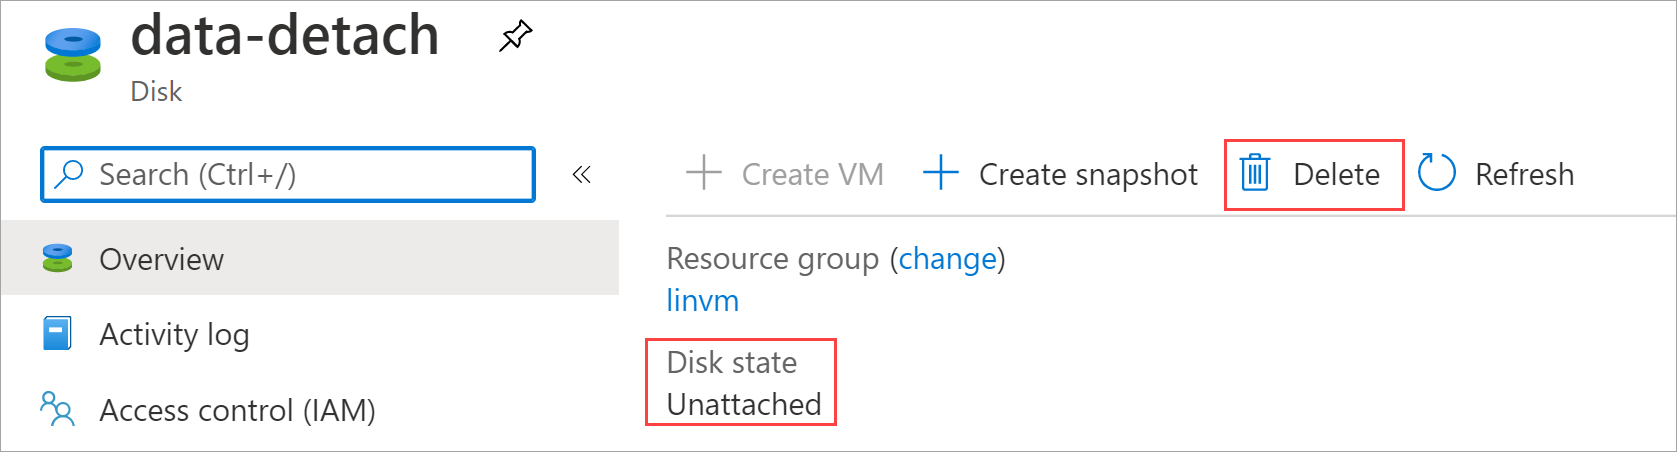 data-detach
Disk
Search (Ctrl+/)
«
Create VM
Create snapshot
Delete
Refresh
Overview
Activity log
Access control (IAM)
Resource group (change)
linvm
Disk state
Unattached